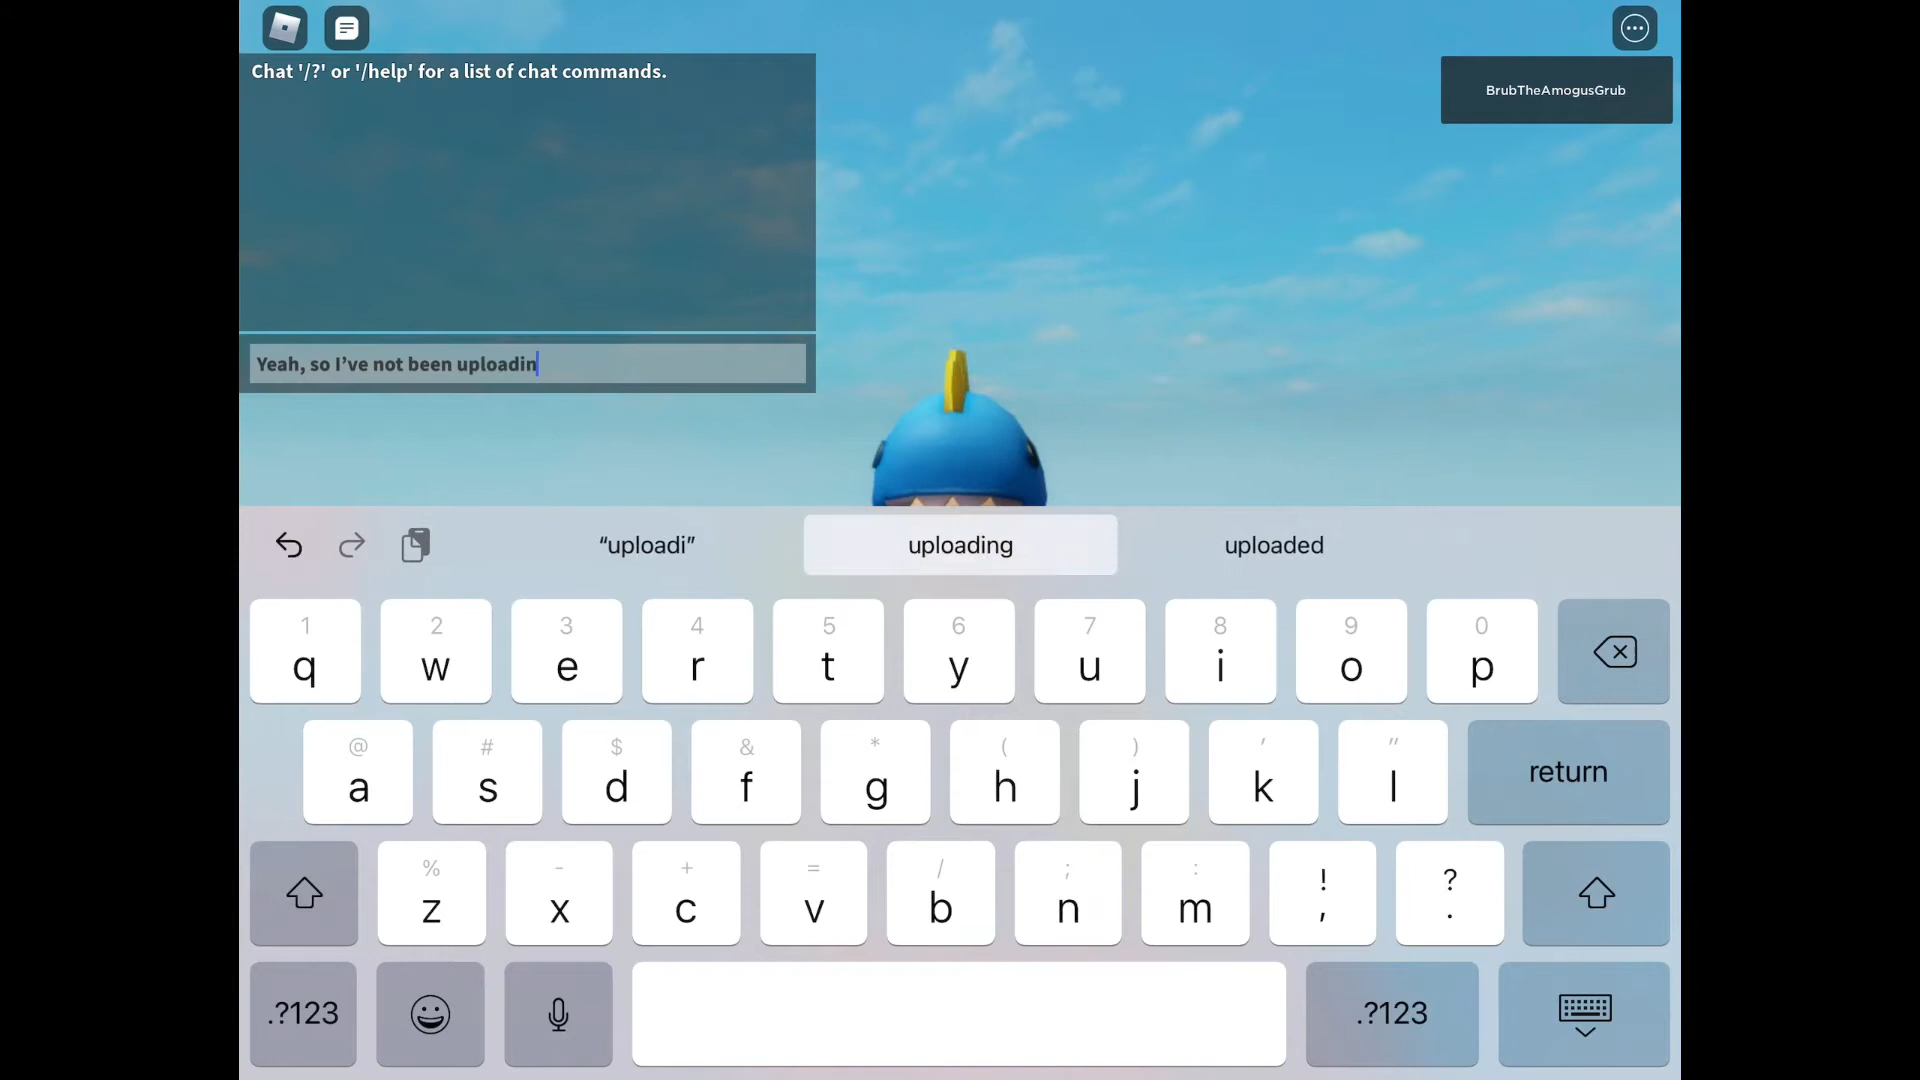 Chat '/?' or '/help' for a list of chat commands.
BrubTheAmogusGrub
Yeah, so I’ve not been uploadin
“uploadi” uploading uploaded
1 2 3 4 5 6 7 8 9 0
q w e r t y u i o p
@ # $ & * ( ) ' "
a s d f g h j k l return
% - + = / ; : ! ?
z x c v b n m , .
.?123 .?123